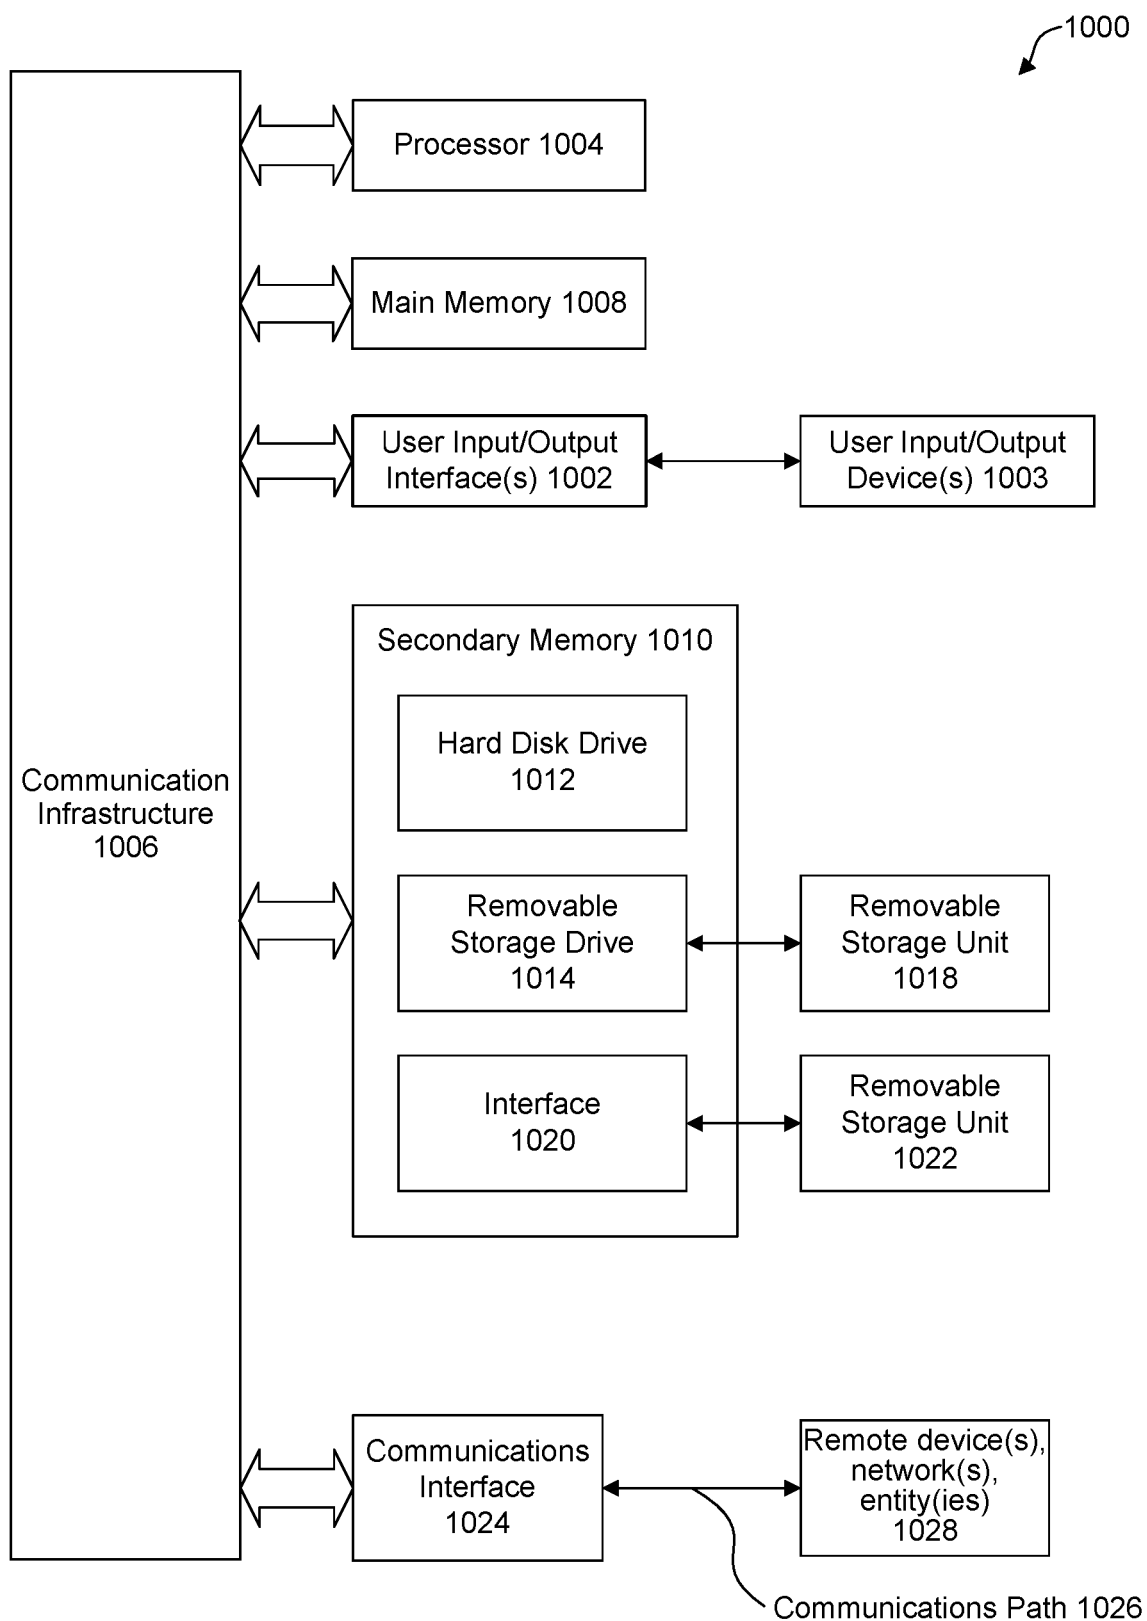 1000
Processor 1004
Main Memory 1008
User Input/Output
Interface(s) 1002
User Input/Output
Device(s) 1003
Secondary Memory 1010
Hard Disk Drive
1012
Communication
Infrastructure
1006
Removable
Storage Drive
1014
Removable
Storage Unit
1018
Interface
1020
Removable
Storage Unit
1022
Communications
Interface
1024
Remote device(s),
network(s),
entity(ies)
1028
Communications Path 1026